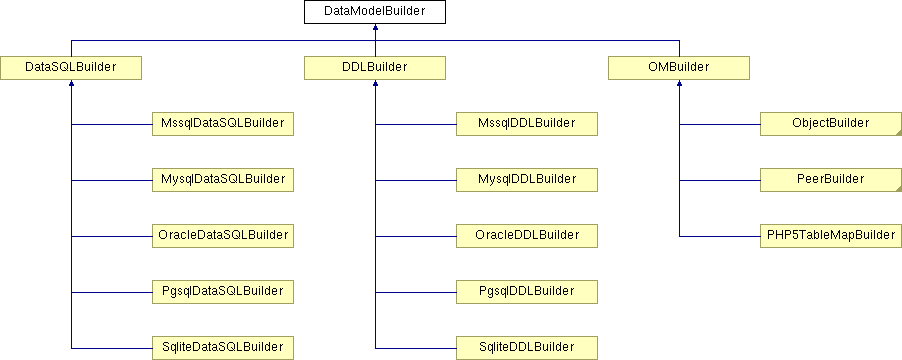 DataModelBuilder
DataSQLBuilder
DDLBuilder
OMBuilder
MssqlDataSQLBuilder
MssqlDDLBuilder
ObjectBuilder
MysqlDataSQLBuilder
MysqlDDLBuilder
PeerBuilder
OracleDataSQLBuilder
OracleDDLBuilder
PHP5TableMapBuilder
PgsqlDataSQLBuilder
PgsqlDDLBuilder
SqliteDataSQLBuilder
SqliteDDLBuilder